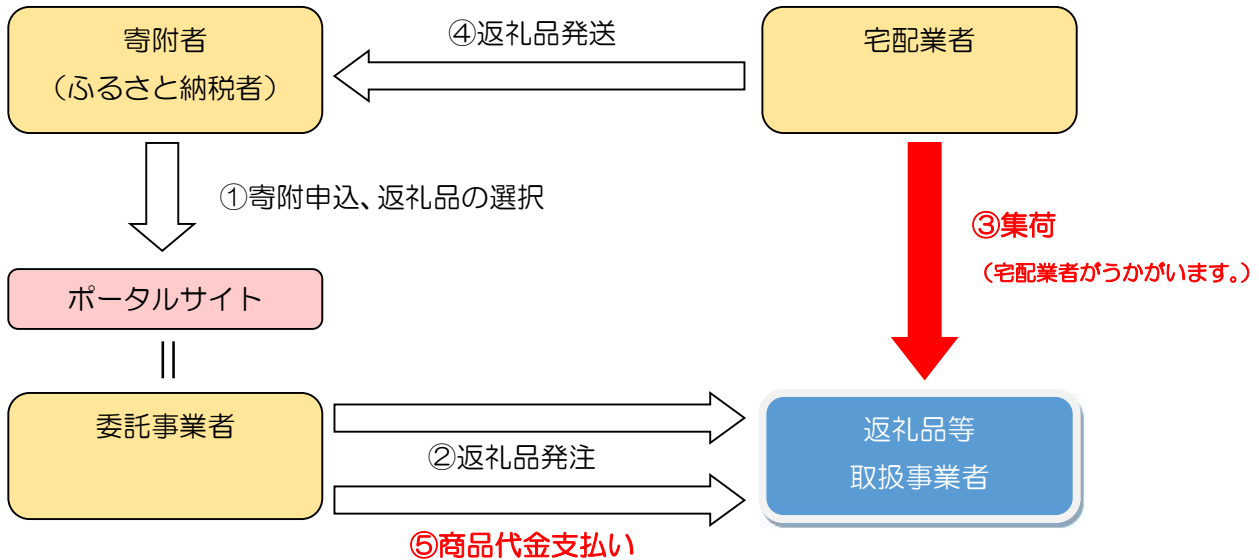 寄附者
（ふるさと納税者）
④返礼品発送
宅配業者
①寄附申込、返礼品の選択
③集荷
（宅配業者がうかがいます。）
ポータルサイト
||
委託事業者
②返礼品発注
返礼品等
取扱事業者
⑤商品代金支払い